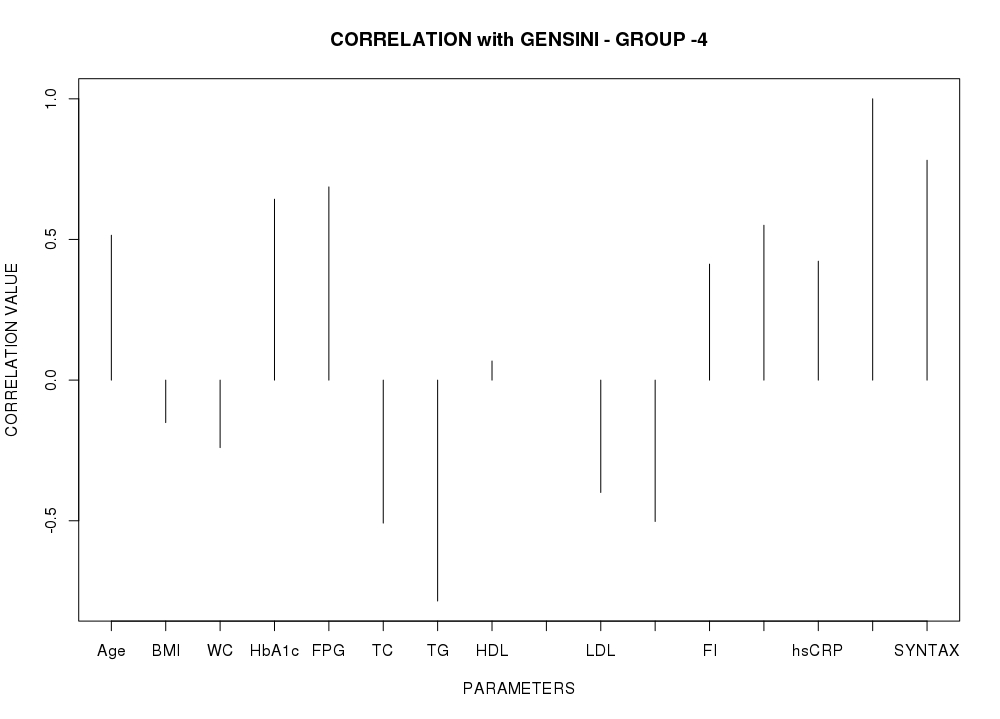 CORRELATION with GENSINI - GROUP -4
CORRELATION VALUE
1.0
0.5
0.0
-0.5
Age BMI WC HbA1c FPG TC TG HDL LDL FI hsCRP SYNTAX
PARAMETERS